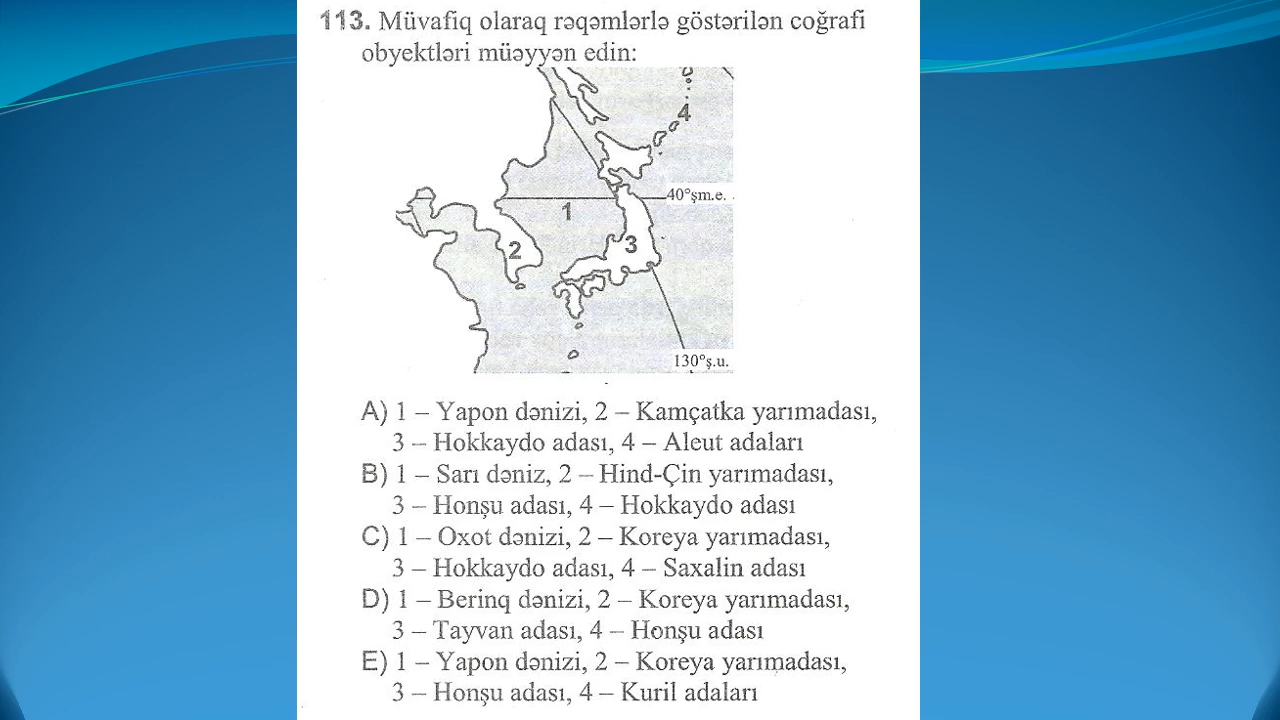 113. Müvafiq olaraq rəqəmlərlə göstərilən coğrafi
obyektləri müəyyən edin:
4
40°şm.e.
1
2
3
130°ş.u.
A) 1 – Yapon dənizi, 2 – Kamçatka yarımadası,
3 – Hokkaydo adası, 4 – Aleut adaları
B) 1 – Sarı dəniz, 2 – Hind-Çin yarımadası,
3 – Honşu adası, 4 – Hokkaydo adası
C) 1 – Oxot dənizi, 2 – Koreya yarımadası,
3 – Hokkaydo adası, 4 – Saxalin adası
D) 1 – Berinq dənizi, 2 – Koreya yarımadası,
3 – Tayvan adası, 4 – Honşu adası
E) 1 – Yapon dənizi, 2 – Koreya yarımadası,
3 – Honşu adası, 4 – Kuril adaları